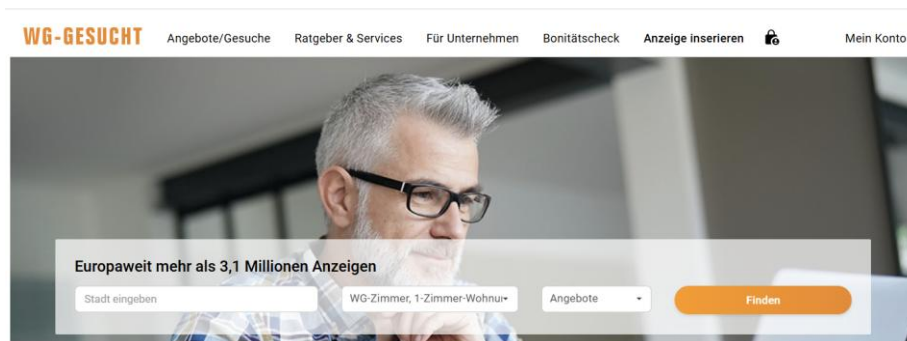 WG-GESUCHT Angebote/Gesuche Ratgeber & Services Für Unternehmen Bonitätscheck Anzeige inserieren Mein Konto
Europaweit mehr als 3,1 Millionen Anzeigen
Stadt eingeben WG-Zimmer, 1-Zimmer-Wohnu Angebote Finden